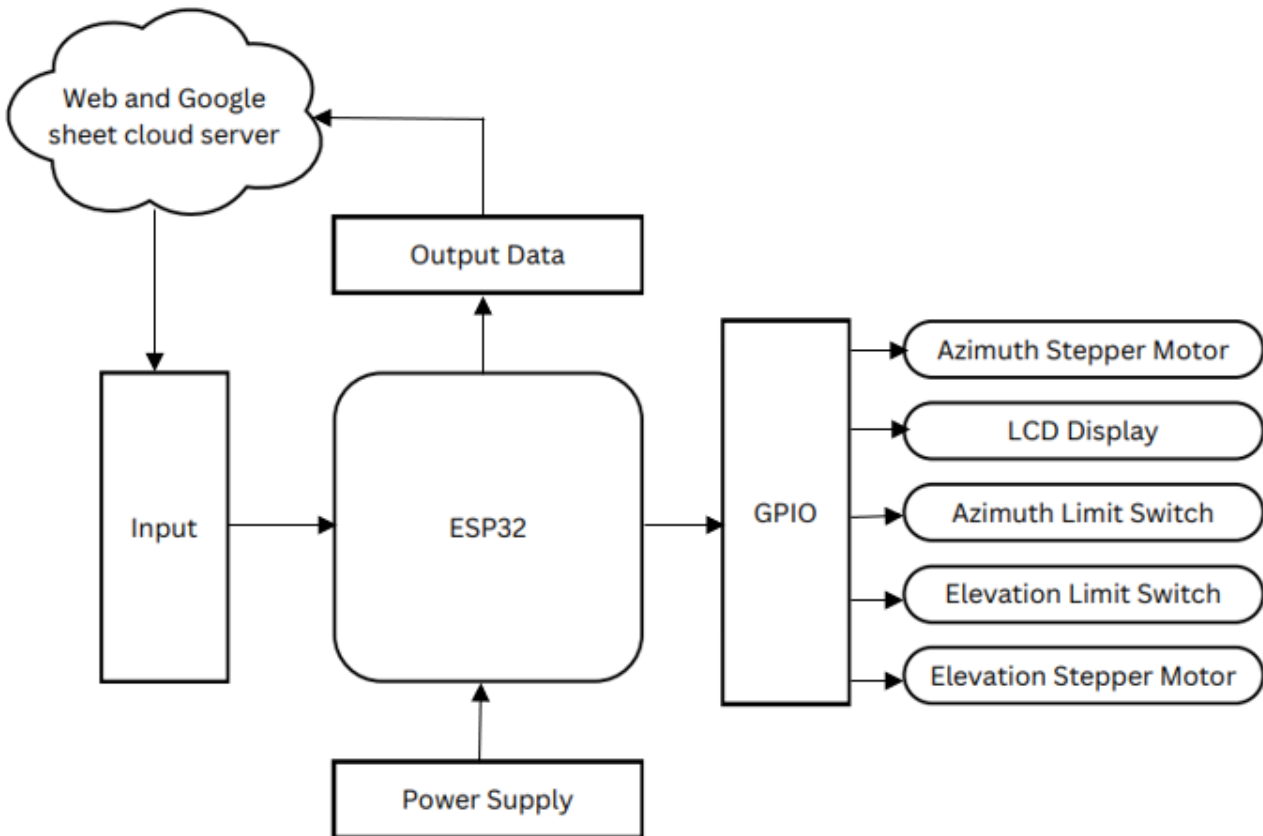 Web and Google
sheet cloud server
Output Data
Azimuth Stepper Motor
LCD Display
Input
ESP32
GPIO
Azimuth Limit Switch
Elevation Limit Switch
Elevation Stepper Motor
Power Supply